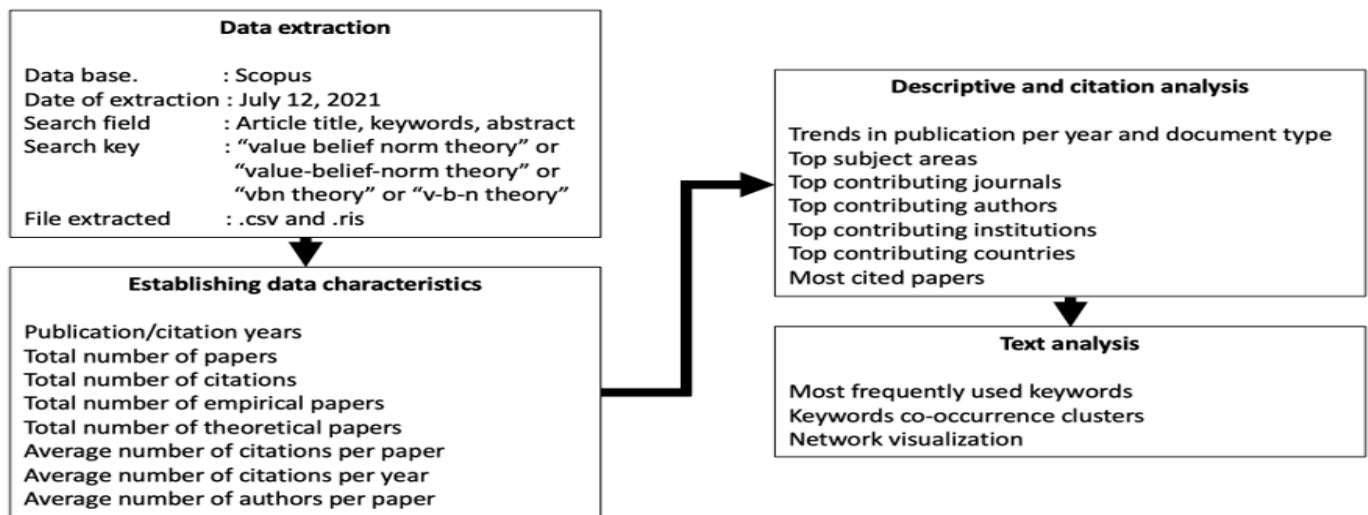 Data extraction
Data base. : Scopus
Date of extraction : July 12, 2021
Search field : Article title, keywords, abstract
Search key : “value belief norm theory” or
“value-belief-norm theory” or
“vbn theory” or “v-b-n theory”
File extracted : .csv and .ris
Establishing data characteristics
Publication/citation years
Total number of papers
Total number of citations
Total number of empirical papers
Total number of theoretical papers
Average number of citations per paper
Average number of citations per year
Average number of authors per paper
Descriptive and citation analysis
Trends in publication per year and document type
Top subject areas
Top contributing journals
Top contributing authors
Top contributing institutions
Top contributing countries
Most cited papers
Text analysis
Most frequently used keywords
Keywords co-occurrence clusters
Network visualization